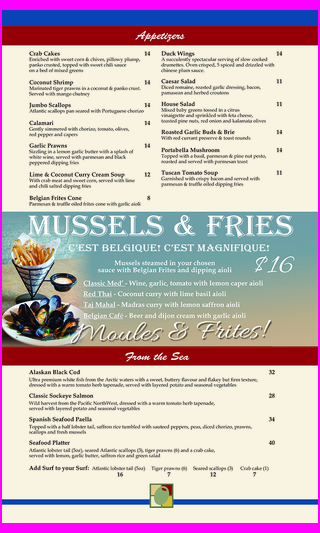 Appetizers
Crab Cakes 14
Enriched with sweet corn & chives, pillowy plump,
panko crusted, topped with sweet chili sauce
on a bed of mixed greens
Coconut Shrimp 14
Marinated tiger prawns in a coconut & panko crust.
Served with mango chutney
Jumbo Scallops 14
Atlantic scallops pan seared with Portuguese chorizo
Calamari 14
Gently simmered with chorizo, tomato, olives,
red pepper and capers
Garlic Prawns 14
Sizzling in a lemon garlic butter with a splash of
white wine, served with parmesan and black
peppered dipping fries
Lime & Coconut Curry Cream Soup 12
With crab meat and sweet corn, served with lime
and chili salted dipping fries
Belgian Frites Cone 8
Parmesan & truffle oiled frites cone with garlic aioli
Duck Wings 14
A succulently spectacular serving of slow cooked
drumettes. Oven crisped, 5 spiced and drizzled with
chinese plum sauce.
Caesar Salad 11
Diced romaine, roasted garlic dressing, bacon,
parmasan and herbed croutons
House Salad 11
Mixed baby greens tossed in a citrus
vinaigrette and sprinkled with feta cheese,
toasted pine nuts, red onion and kalamata olives
Roasted Garlic Buds & Brie 14
With red currant preserve & toast rounds
Portabella Mushroom 14
Topped with a basil, parmesan & pine nut pesto,
roasted and served with parmesan toast
Tuscan Tomato Soup 11
Garnished with crispy bacon and served with
parmesan & truffle oiled dipping fries
MUSSELS & FRIES
C'EST BELGIQUE! C'EST MAGNIFIQUE!
Mussels steamed in your chosen
sauce with Belgian Frites and dipping aioli
$16
Classic Med' - Wine, garlic, tomato with lemon caper aioli
Red Thai - Coconut curry with lime basil aioli
Taj Mahal - Madras curry with lemon saffron aioli
Belgian Café - Beer and dijon cream with garlic aioli
Moules & Frites!
From the Sea
Alaskan Black Cod 32
Ultra premium white fish from the Arctic waters with a sweet, buttery flavour and flakey but firm texture,
dressed with a warm tomato herb tapenade, served with layored potato and seasonal vegetables
Classic Sockeye Salmon 28
Wild harvest from the Pacific NorthWest, dressed with a warm tomato herb tapenade,
served with layored potato and seasonal vegetables
Spanish Seafood Paella 34
Topped with a half lobster tail, saffron rice tumbled with sauteed peppers, peas, diced chorizo, prawns,
scallops and fresh mussels
Seafood Platter 40
Atlantic lobster tail (5oz), seared Atlantic scallops (3), tiger prawns (6) and a crab cake,
served with lemon, garlic butter, saffron rice and green salad
Add Surf to your Surf: Atlantic lobster tail (5oz) Tiger prawns (6) Seared scallops (3) Crab cake (1)
16 7 12 7